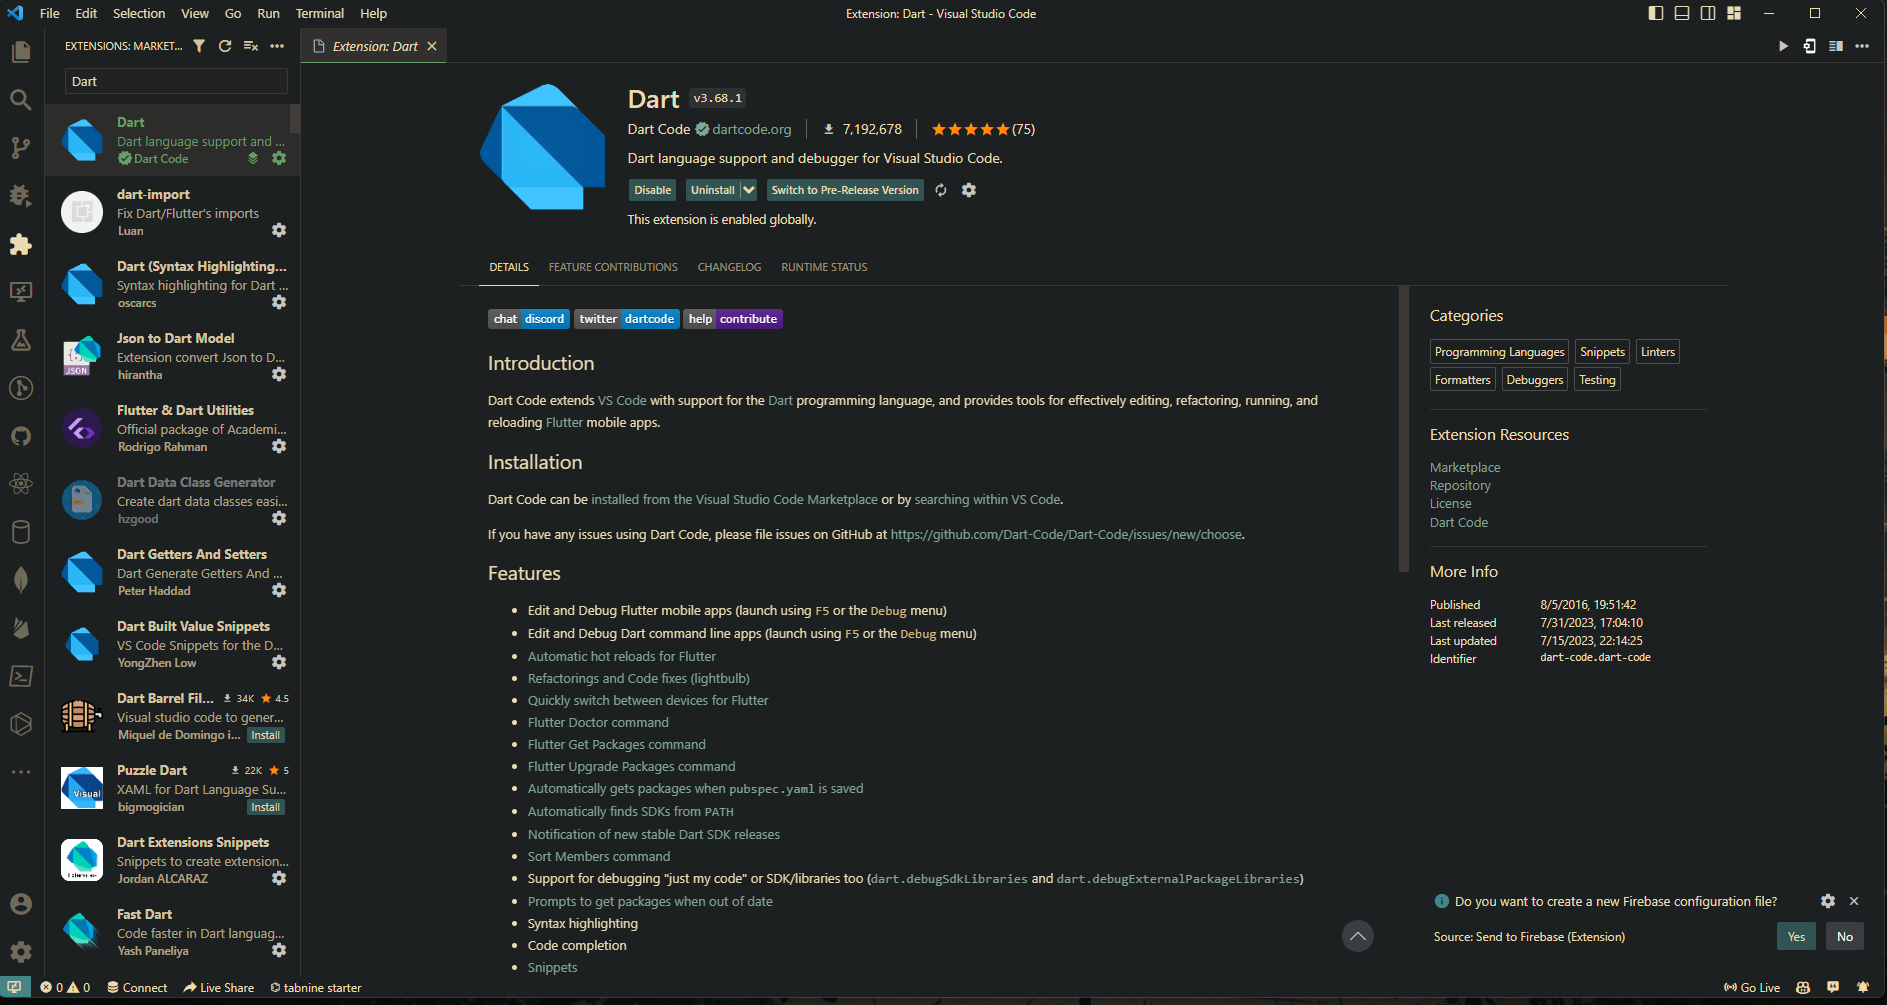 File Edit Selection View Go Run Terminal Help
Extension: Dart - Visual Studio Code
EXTENSIONS: MARKET...
Dart
Dart
Dart language support and ...
Dart Code
dart-import
Fix Dart/Flutter's imports
Luan
Dart (Syntax Highlighting...
Syntax highlighting for Dart ...
oscarcs
Json to Dart Model
Extension convert Json to D...
hirantha
JSON
Flutter & Dart Utilities
Official package of Academi...
Rodrigo Rahman
Dart Data Class Generator
Create dart data classes easi...
hzgood
Dart Getters And Setters
Dart Generate Getters And ...
Peter Haddad
Dart Built Value Snippets
VS Code Snippets for the D...
YongZhen Low
Dart Barrel Fil... 34K 4.5
Visual studio code to gener...
Miquel de Domingo i... Install
Puzzle Dart 22K 5
XAML for Dart Language Su...
bigmogician Install
Visual
Dart Extensions Snippets
Snippets to create extension...
Jordan ALCARAZ
Fast Dart
Code faster in Dart languag...
Yash Paneliya
Extension: Dart
Dart v3.68.1
Dart Code dartcode.org 7,192,678 (75)
Dart language support and debugger for Visual Studio Code.
Disable Uninstall Switch to Pre-Release Version
This extension is enabled globally.
DETAILS FEATURE CONTRIBUTIONS CHANGELOG RUNTIME STATUS
chat discord twitter dartcode help contribute
Introduction
Dart Code extends VS Code with support for the Dart programming language, and provides tools for effectively editing, refactoring, running, and
reloading Flutter mobile apps.
Installation
Dart Code can be installed from the Visual Studio Code Marketplace or by searching within VS Code.
If you have any issues using Dart Code, please file issues on GitHub at https://github.com/Dart-Code/Dart-Code/issues/new/choose.
Features
• Edit and Debug Flutter mobile apps (launch using F5 or the Debug menu)
• Edit and Debug Dart command line apps (launch using F5 or the Debug menu)
• Automatic hot reloads for Flutter
• Refactorings and Code fixes (lightbulb)
• Quickly switch between devices for Flutter
• Flutter Doctor command
• Flutter Get Packages command
• Flutter Upgrade Packages command
• Automatically gets packages when pubspec.yaml is saved
• Automatically finds SDKs from PATH
• Notification of new stable Dart SDK releases
• Sort Members command
• Support for debugging "just my code" or SDK/libraries too (dart.debugSdkLibraries and dart.debugExternalPackageLibraries)
• Prompts to get packages when out of date
• Syntax highlighting
• Code completion
• Snippets
Categories
Programming Languages Snippets Linters
Formatters Debuggers Testing
Extension Resources
Marketplace
Repository
License
Dart Code
More Info
Published 8/5/2016, 19:51:42
Last released 7/31/2023, 17:04:10
Last updated 7/15/2023, 22:14:25
Identifier dart-code.dart-code
Do you want to create a new Firebase configuration file?
Source: Send to Firebase (Extension) Yes No
0 0 Connect Live Share tabnine starter Go Live